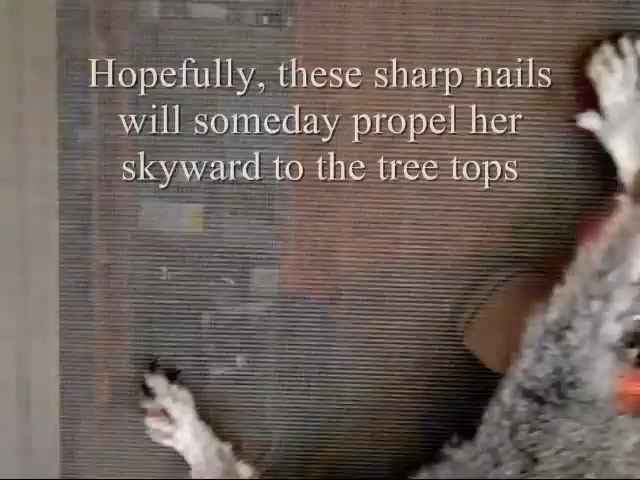 Hopefully, these sharp nails
will someday propel her
skyward to the tree tops